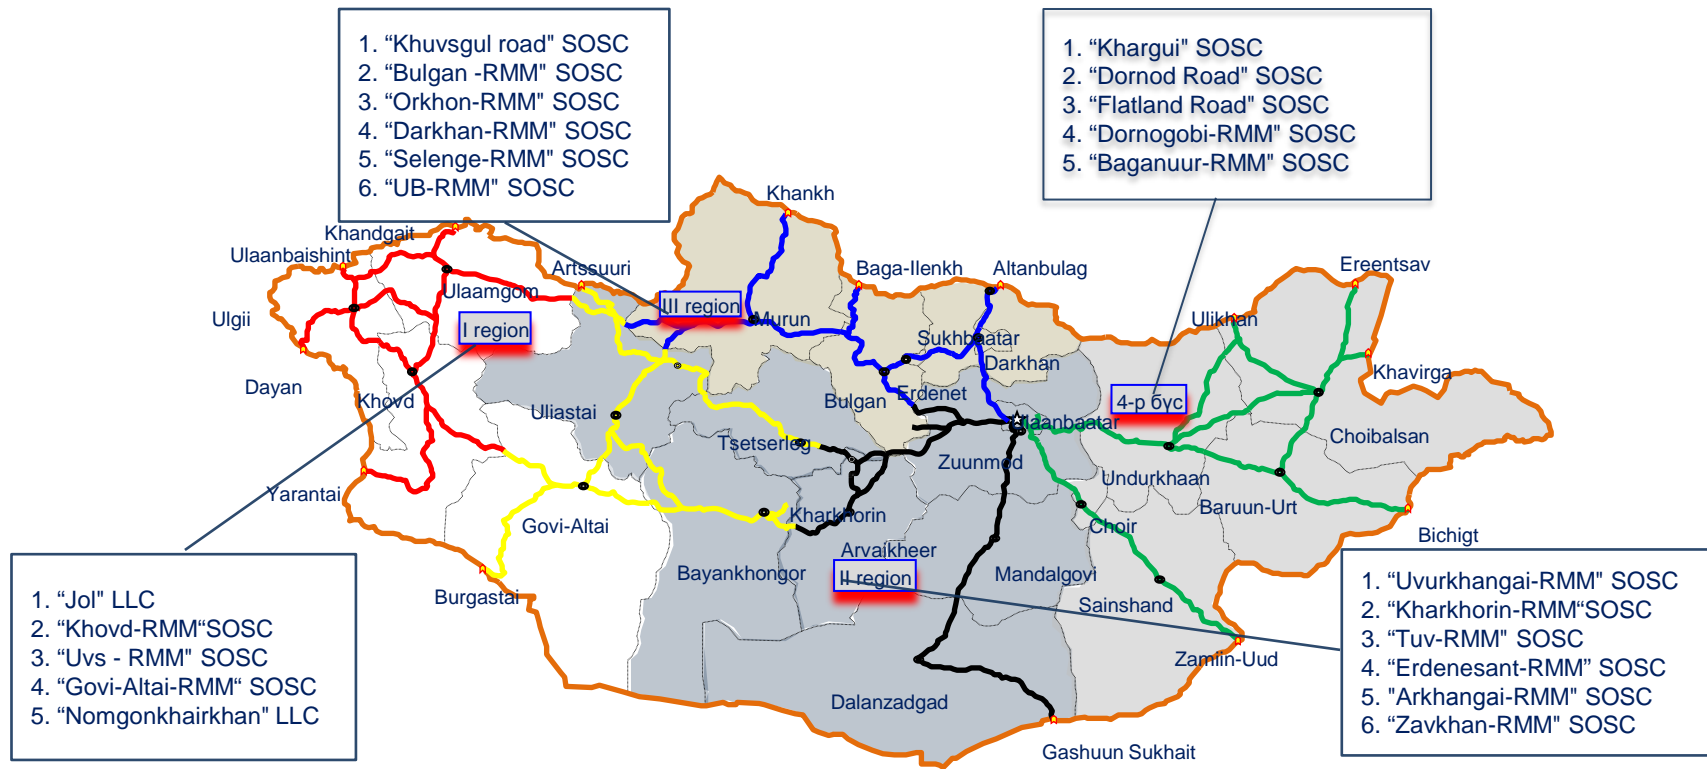 1. “Khuvsgul road" SOSC
2. “Bulgan -RMM" SOSC
3. “Orkhon-RMM" SOSC
4. “Darkhan-RMM" SOSC
5. “Selenge-RMM" SOSC
6. “UB-RMM" SOSC
1. “Khargui" SOSC
2. “Dornod Road" SOSC
3. “Flatland Road" SOSC
4. “Dornogobi-RMM" SOSC
5. “Baganuur-RMM" SOSC
Khankh
Khandgait
Ulaanbaishint
Artssuuri
Baga-Ilenkh
Altanbulag
Ereentsav
Ulaamgom
III region
Ulgii
I region
Murun
Sukhbaatar
Ulikhan
Darkhan
Khavirga
Dayan
Khovd
Erdenet
Bulgan
4-р бүс
Uliastai
Ulaanbaatar
Choibalsan
Tsetserleg
Zuunmod
Undurkhaan
Yarantai
Baruun-Urt
Kharkhorin
Govi-Altai
Choir
Bichigt
Arvaikheer
Bayankhongor
II region
Mandalgovi
Burgastai
Sainshand
Zamiin-Uud
Dalanzadgad
Gashuun Sukhait
1. “Jol" LLC
2. “Khovd-RMM“SOSC
3. “Uvs - RMM" SOSC
4. “Govi-Altai-RMM“ SOSC
5. “Nomgonkhairkhan" LLC
1. “Uvurkhangai-RMM" SOSC
2. “Kharkhorin-RMM“SOSC
3. “Tuv-RMM" SOSC
4. “Erdenesant-RMM” SOSC
5. "Arkhangai-RMM" SOSC
6. “Zavkhan-RMM" SOSC